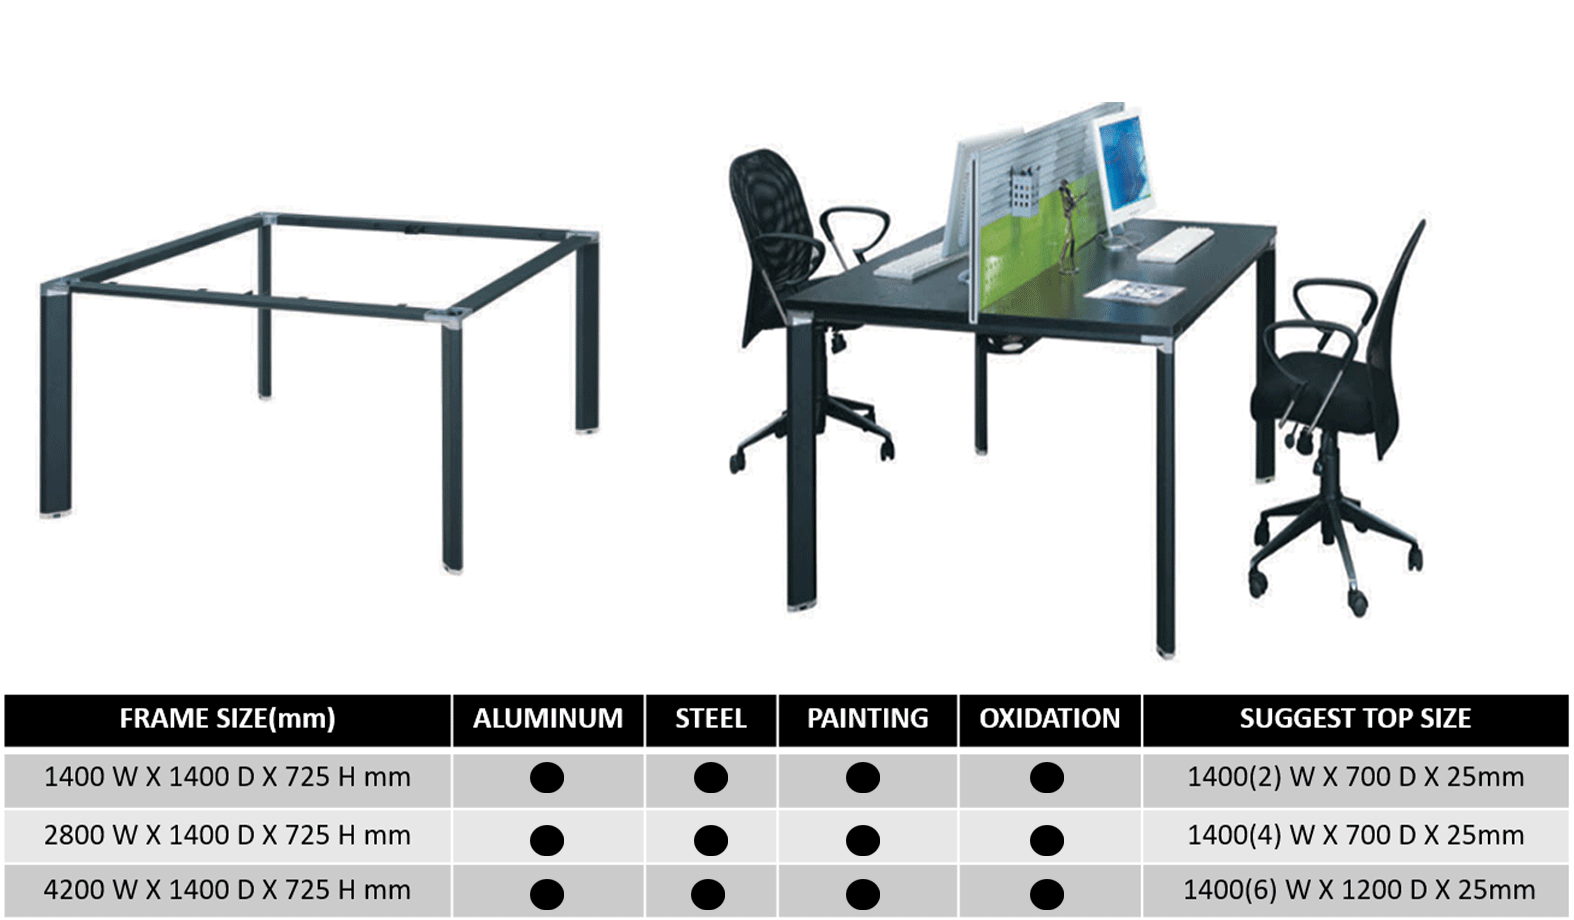 FRAME SIZE(mm) ALUMINUM STEEL PAINTING OXIDATION SUGGEST TOP SIZE
1400 W X 1400 D X 725 H mm ● ● ● ● 1400(2) W X 700 D X 25mm
2800 W X 1400 D X 725 H mm ● ● ● ● 1400(4) W X 700 D X 25mm
4200 W X 1400 D X 725 H mm ● ● ● ● 1400(6) W X 1200 D X 25mm